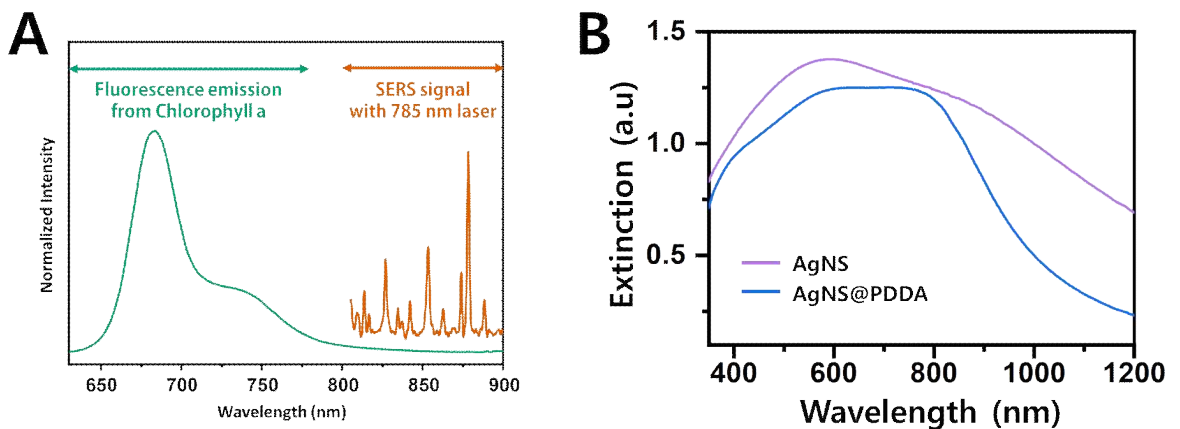 A
Fluorescence emission
from Chlorophyll a
SERS signal
with 785 nm laser
Normalized Intensity
650 700 750 800 850 900
Wavelength (nm)
B
1.5
1.0
0.5
Extinction (a.u)
AgNS
AgNS@PDDA
400 600 800 1000 1200
Wavelength (nm)